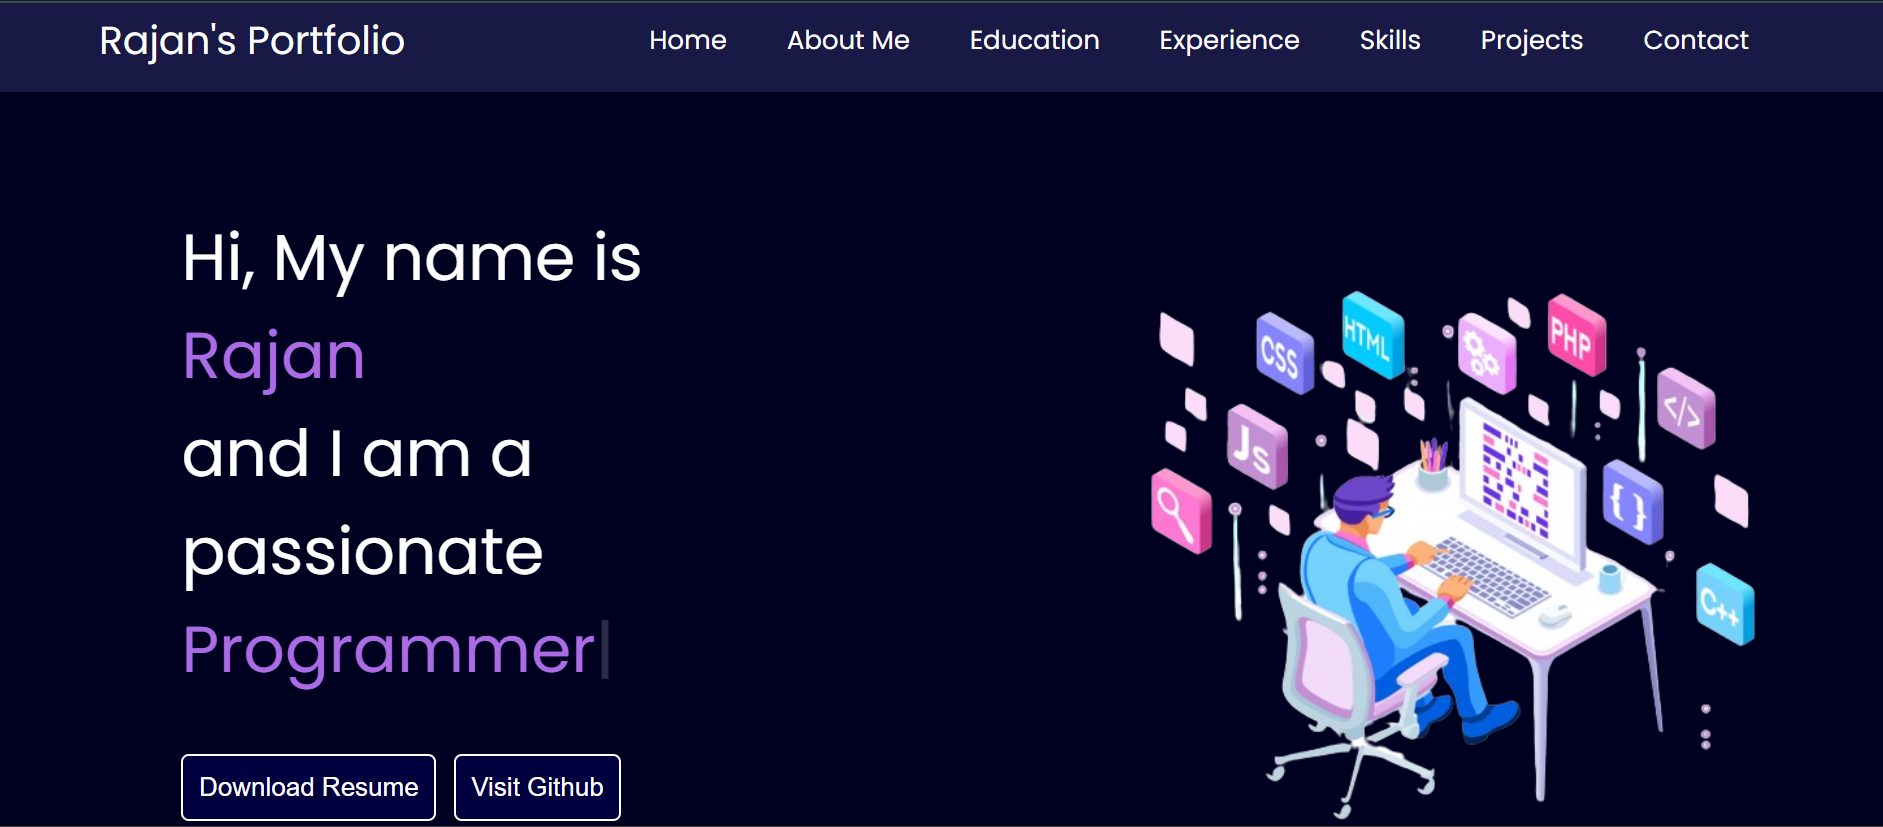 Rajan's Portfolio
Home About Me Education Experience Skills Projects Contact
Hi, My name is
Rajan
and I am a
passionate
Programmer
Download Resume
Visit Github
CSS
HTML
PHP
</>
Js
{ }
C++